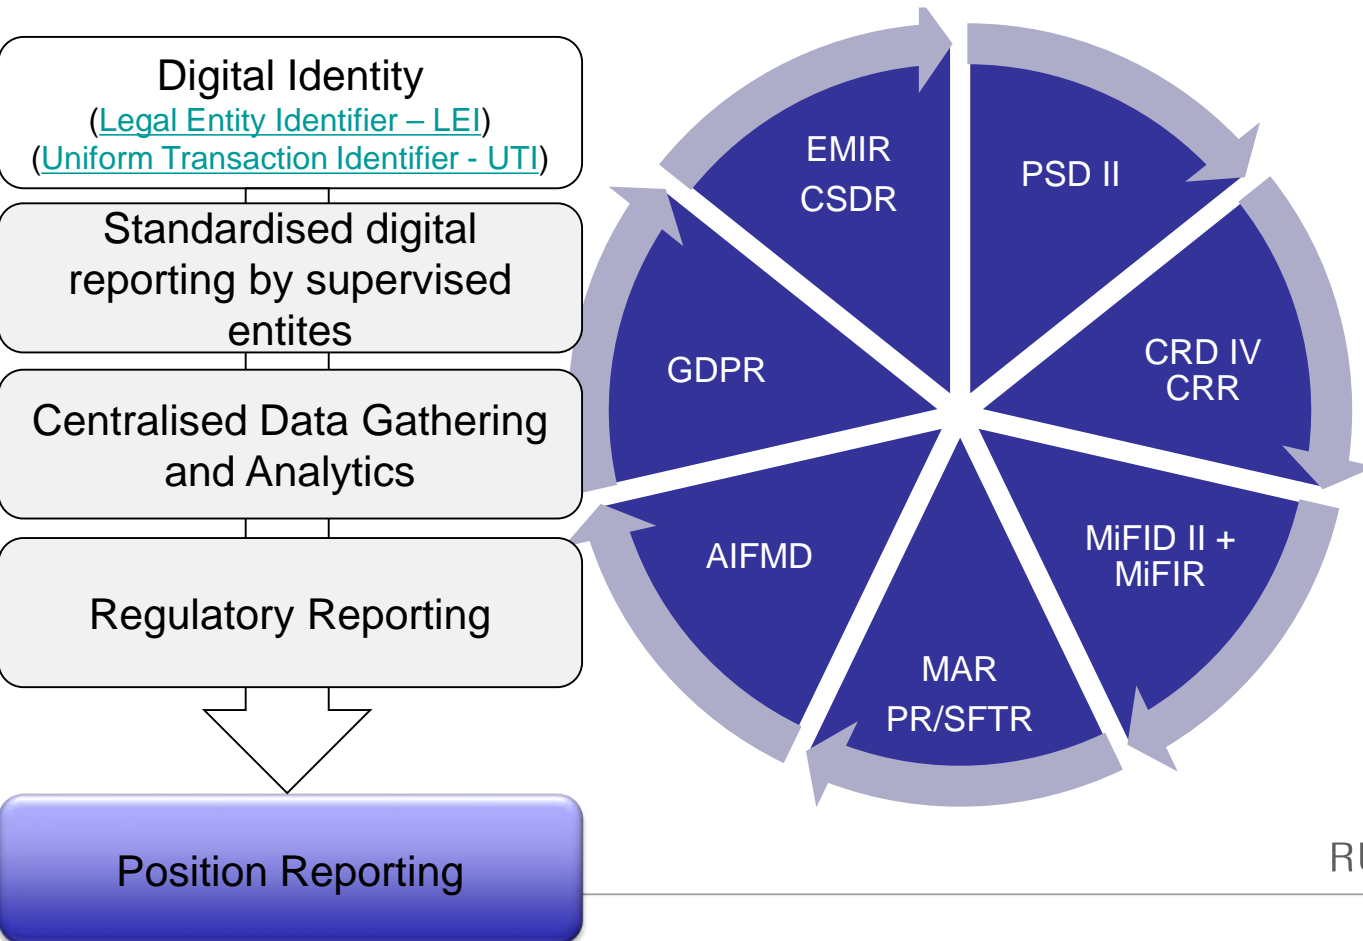 Digital Identity
(Legal Entity Identifier – LEI)
(Uniform Transaction Identifier - UTI)
Standardised digital
reporting by supervised
entites
Centralised Data Gathering
and Analytics
Regulatory Reporting
Position Reporting
EMIR
CSDR
PSD II
CRD IV
CRR
MiFID II +
MiFIR
MAR
PR/SFTR
AIFMD
GDPR